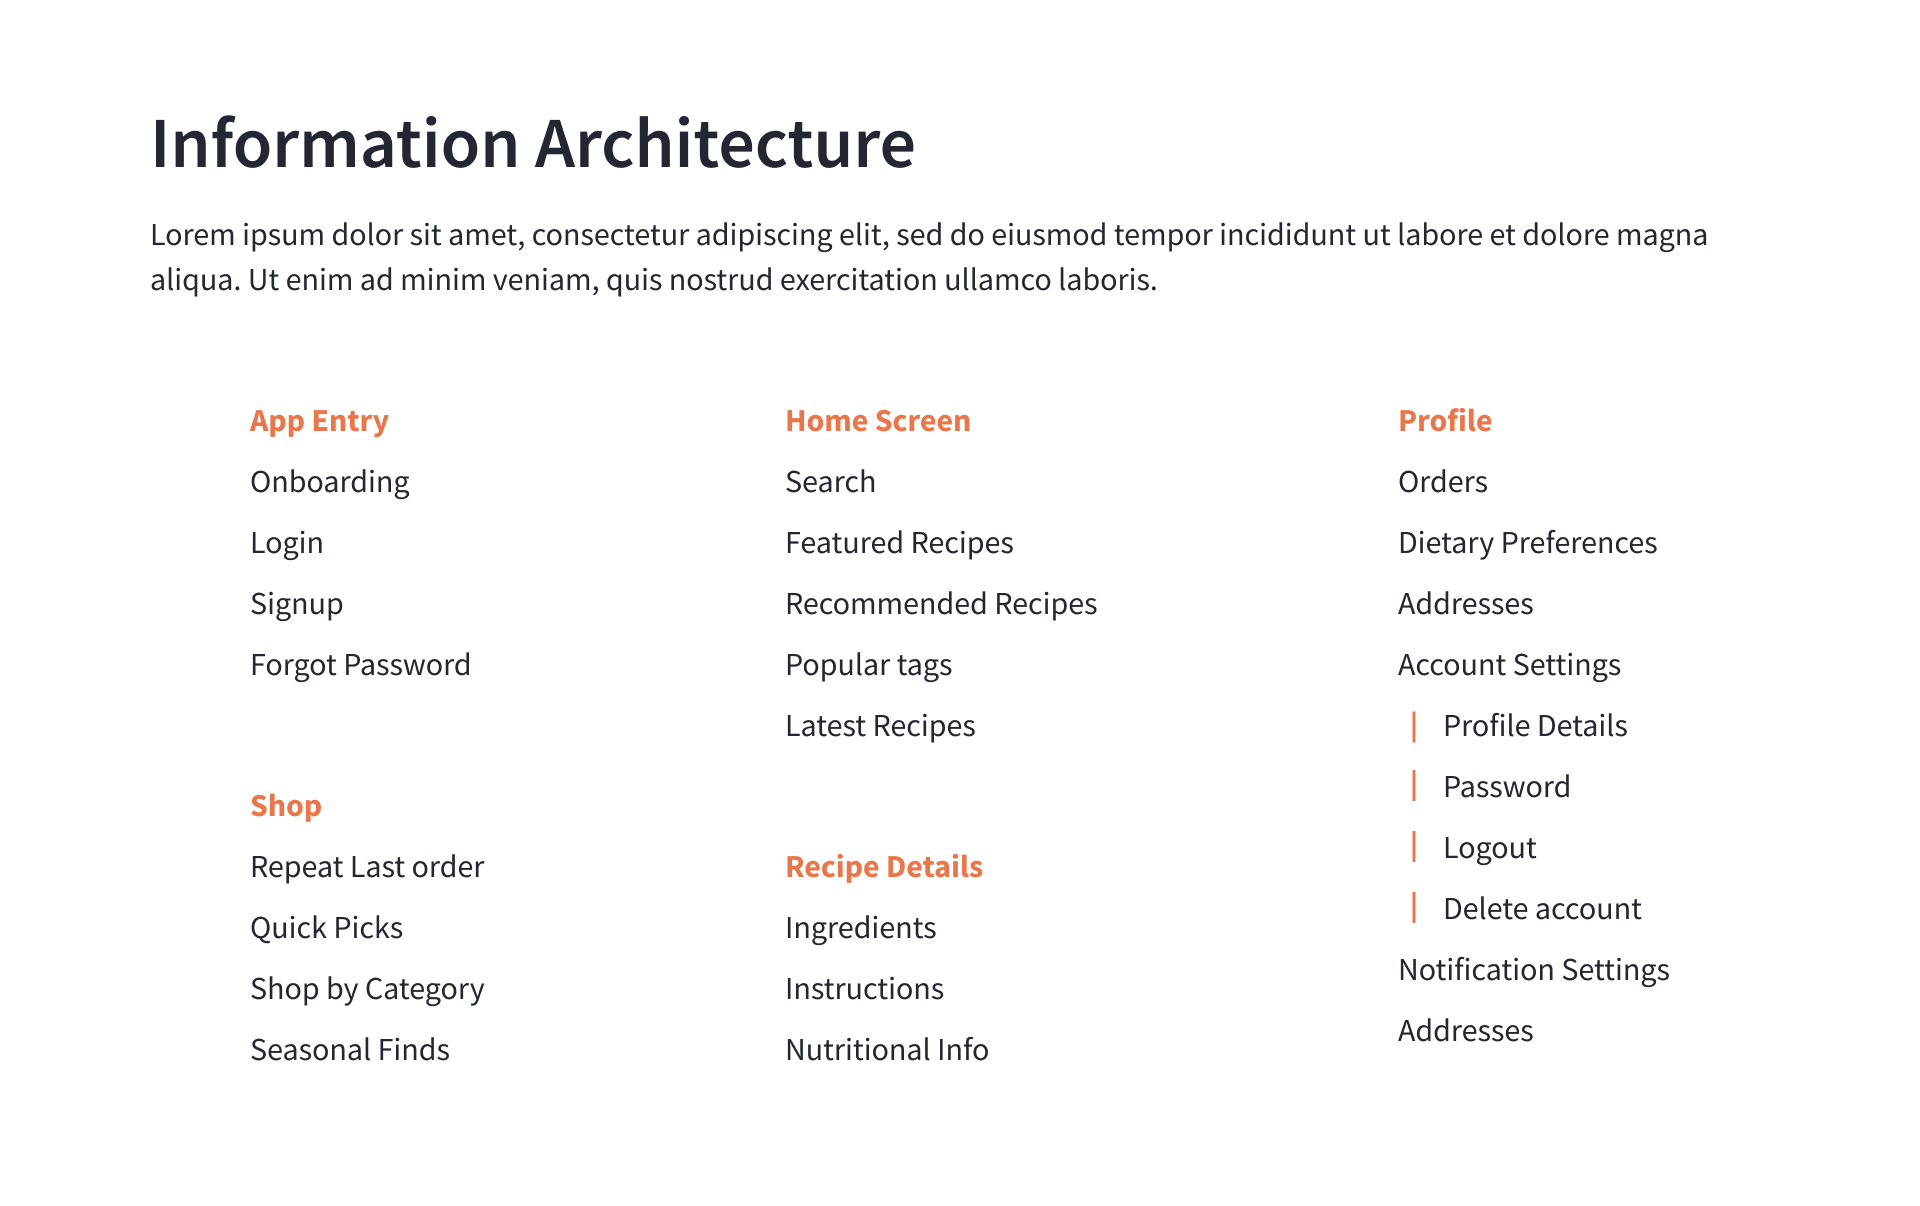 Information Architecture
Lorem ipsum dolor sit amet, consectetur adipiscing elit, sed do eiusmod tempor incididunt ut labore et dolore magna
aliqua. Ut enim ad minim veniam, quis nostrud exercitation ullamco laboris.
App Entry
Onboarding
Login
Signup
Forgot Password
Shop
Repeat Last order
Quick Picks
Shop by Category
Seasonal Finds
Home Screen
Search
Featured Recipes
Recommended Recipes
Popular tags
Latest Recipes
Recipe Details
Ingredients
Instructions
Nutritional Info
Profile
Orders
Dietary Preferences
Addresses
Account Settings
Profile Details
Password
Logout
Delete account
Notification Settings
Addresses